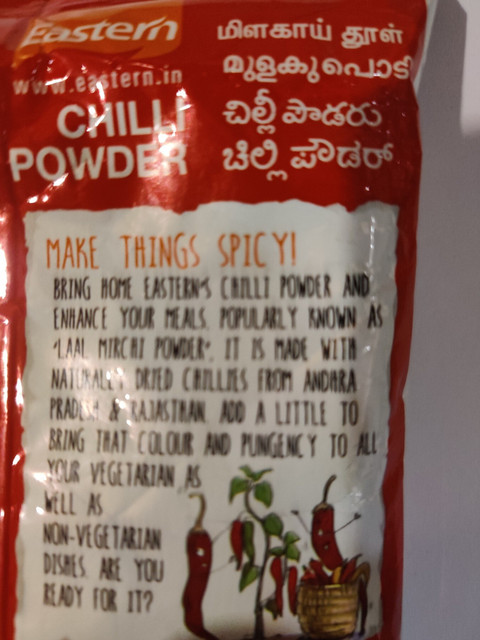 Eastern
www.eastern.in
CHILLI
POWDER
மிளகாய் தூள்
മുളകുപൊടി
చిల్లీ పౌడరు
ಚಿಲ್ಲಿ ಪೌಡರ್
MAKE THINGS SPICY!
BRING HOME EASTERN'S CHILLI POWDER AND
ENHANCE YOUR MEALS. POPULARLY KNOWN AS
"LAAL MIRCHI POWDER", IT IS MADE WITH
NATURALLY DRIED CHILLIES FROM ANDHRA
PRADESH & RAJASTHAN. ADD A LITTLE TO
BRING THAT COLOUR AND PUNGENCY TO ALL
YOUR VEGETARIAN AS
WELL AS
NON-VEGETARIAN
DISHES. ARE YOU
READY FOR IT?